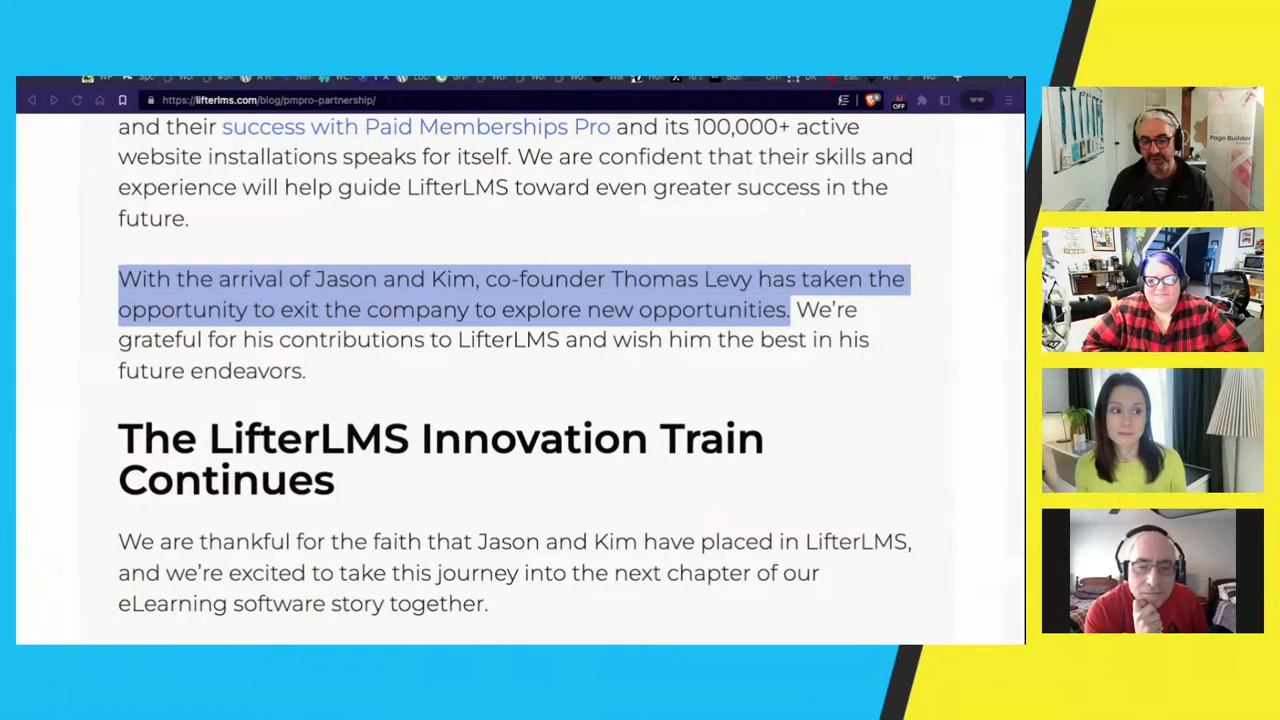 https://lifterlms.com/blog/pmpro-partnership/
OFF
and their success with Paid Memberships Pro and its 100,000+ active
website installations speaks for itself. We are confident that their skills and
experience will help guide LifterLMS toward even greater success in the
future.
With the arrival of Jason and Kim, co-founder Thomas Levy has taken the
opportunity to exit the company to explore new opportunities. We’re
grateful for his contributions to LifterLMS and wish him the best in his
future endeavors.
The LifterLMS Innovation Train
Continues
We are thankful for the faith that Jason and Kim have placed in LifterLMS,
and we’re excited to take this journey into the next chapter of our
eLearning software story together.
Page Builder